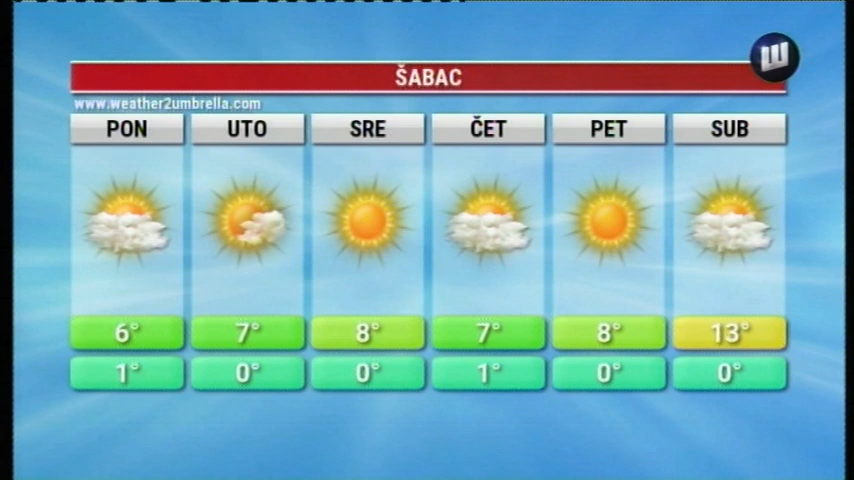 ŠABAC
www.weather2umbrella.com
PON UTO SRE ČET PET SUB
6° 7° 8° 7° 8° 13°
1° 0° 0° 1° 0° 0°